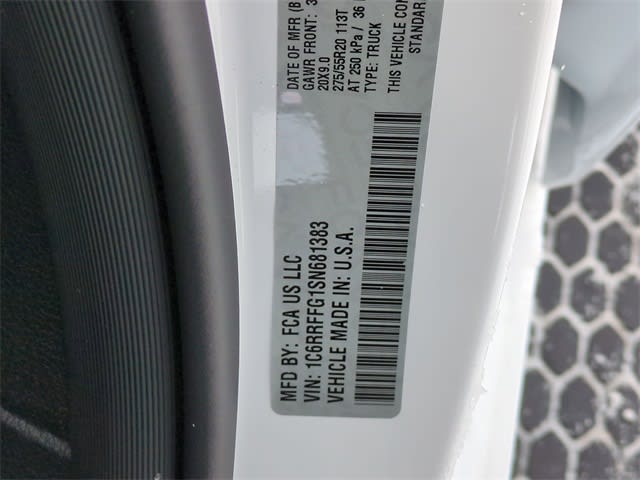 MFD BY: FCA US LLC
VIN: 1C6RRFFG1SN681383
VEHICLE MADE IN: U.S.A.
DATE OF MFR
GAWR FRONT:
20X9.0
275/55R20 113T
AT 250 kPa / 36
TYPE: TRUCK
THIS VEHICLE
STANDAR